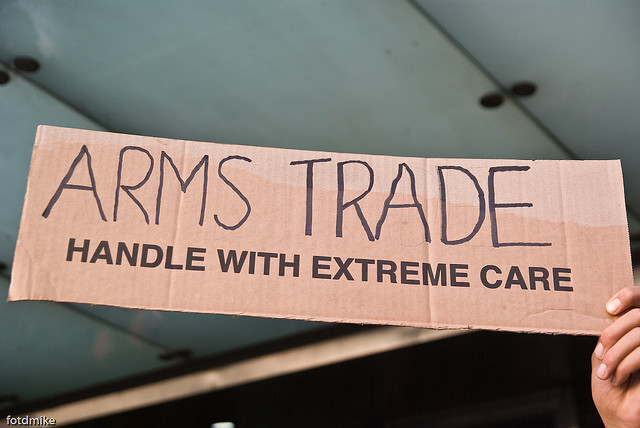 ARMS TRADE
HANDLE WITH EXTREME CARE
fotdmike